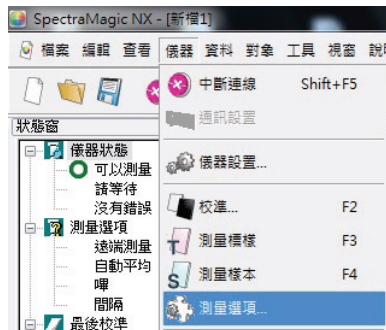 SpectraMagic NX - [新檔1]
檔案 編輯 查看 儀器 資料 對象 工具 視窗
中斷連線 Shift+F5
通訊設置
儀器設置...
校準... F2
測量標樣 F3
測量樣本 F4
測量選項...
狀態窗
儀器狀態
可以測量
請等待
沒有錯誤
測量選項
遠端測量
自動平均
嗶
間隔
最後校準